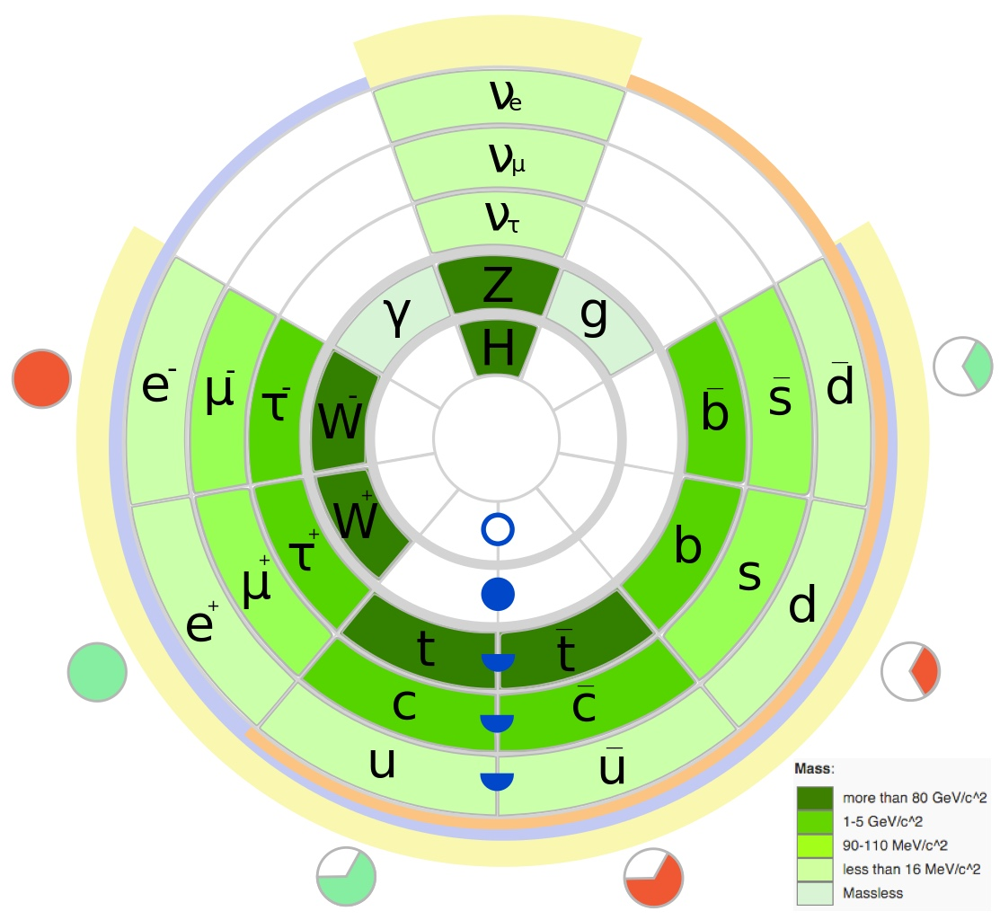 νe
νμ
ντ
Z
γ
g
H
e-
μ-
τ-
W-
b̄
s̄
d̄
W+
τ+
μ+
e+
b
s
d
t
t̄
c
c̄
u
ū
Mass:
more than 80 GeV/c^2
1-5 GeV/c^2
90-110 MeV/c^2
less than 16 MeV/c^2
Massless